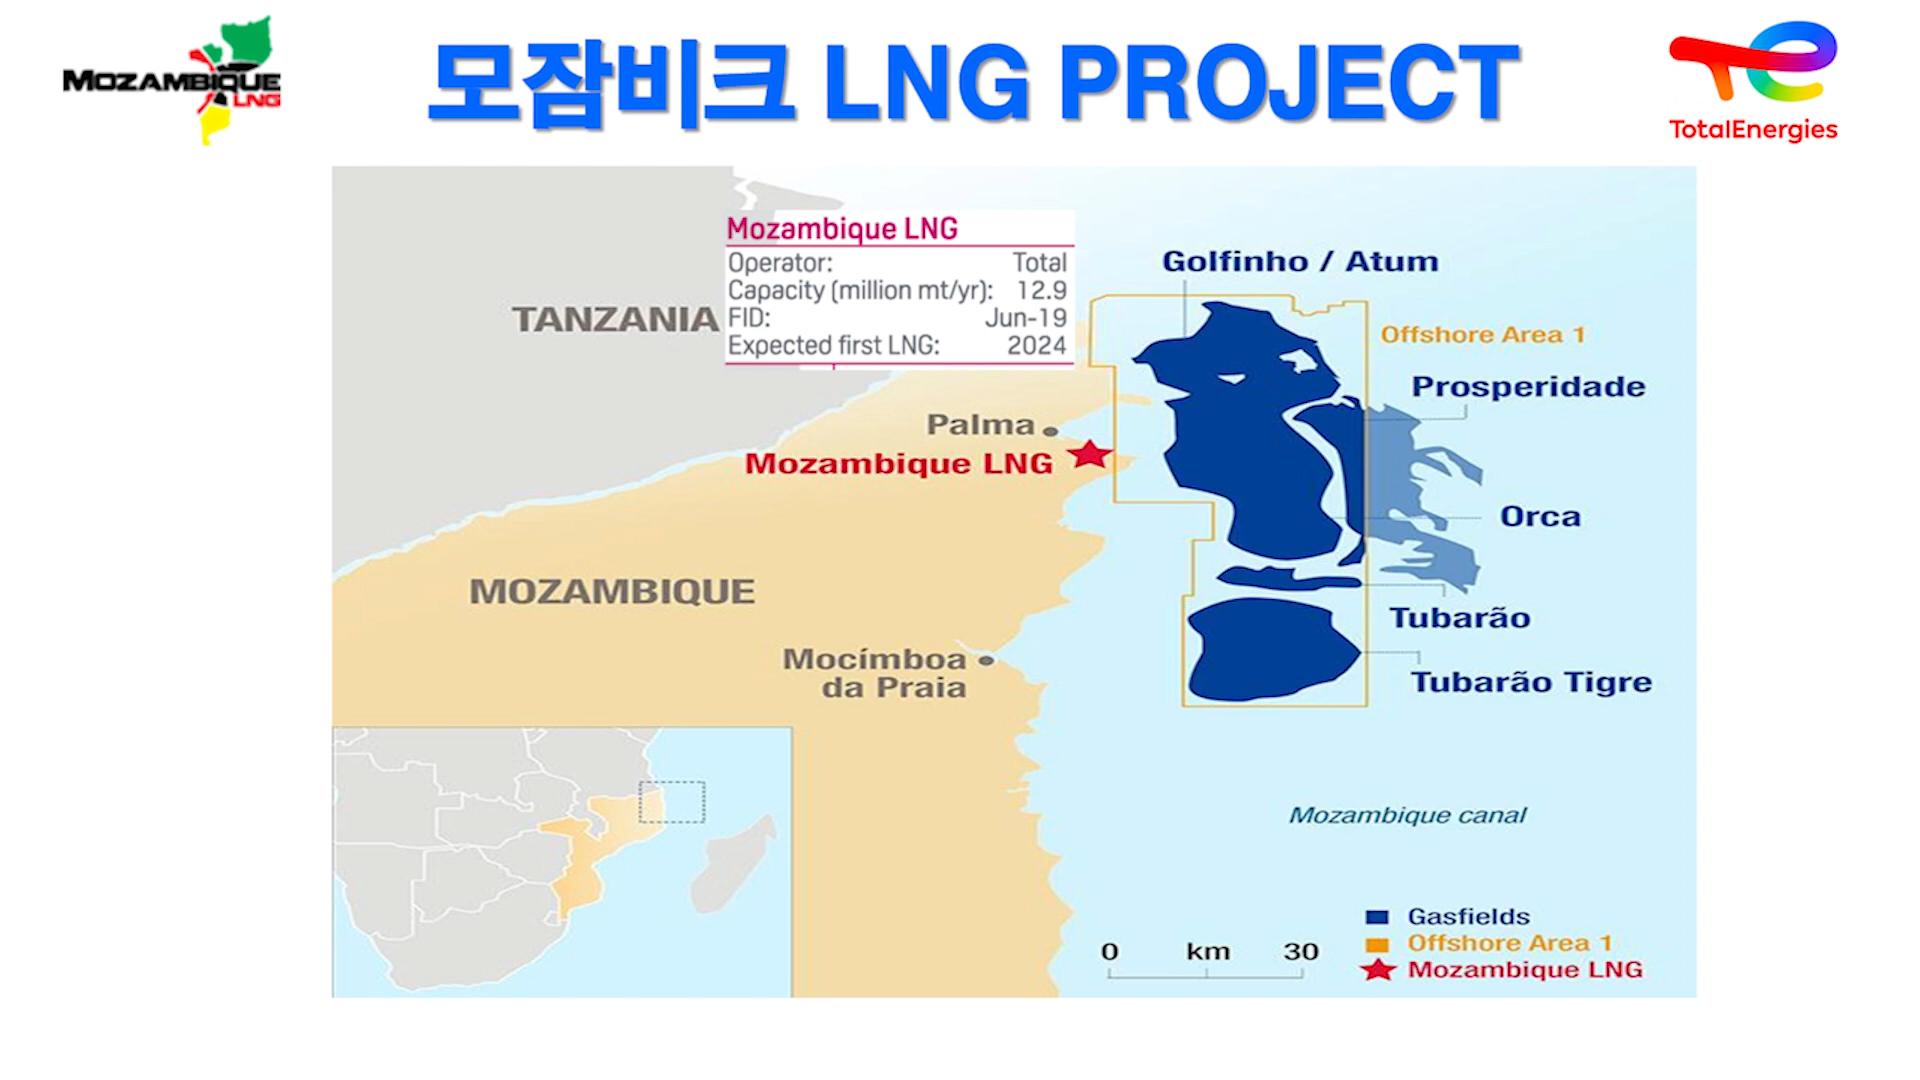 MOZAMBIQUE
LNG
모잠비크 LNG PROJECT
TotalEnergies
Mozambique LNG
Operator: Total
Capacity (million mt/yr): 12.9
FID: Jun-19
Expected first LNG: 2024
TANZANIA
Golfinho / Atum
Offshore Area 1
Prosperidade
Palma
Mozambique LNG
Orca
MOZAMBIQUE
Tubarão
Mocímboa
da Praia
Tubarão Tigre
Mozambique canal
0 km 30
Gasfields
Offshore Area 1
Mozambique LNG